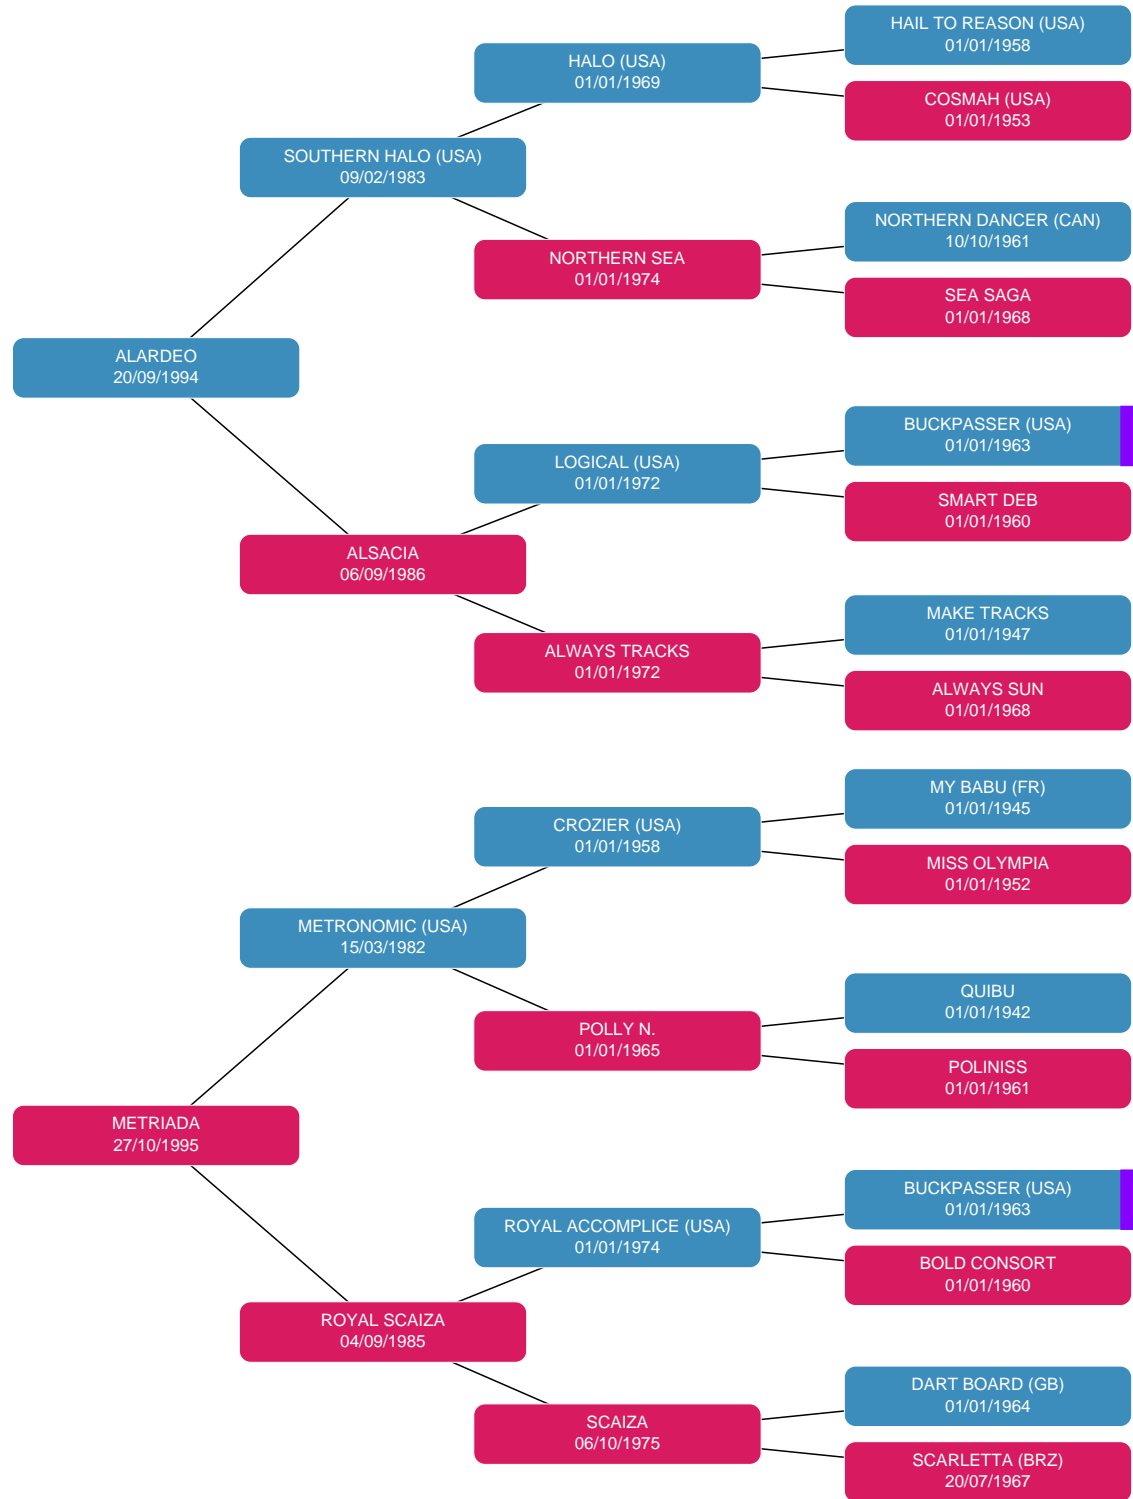 HAIL TO REASON (USA)
01/01/1958
HALO (USA)
01/01/1969
COSMAH (USA)
01/01/1953
SOUTHERN HALO (USA)
09/02/1983
NORTHERN DANCER (CAN)
10/10/1961
NORTHERN SEA
01/01/1974
SEA SAGA
01/01/1968
ALARDEO
20/09/1994
BUCKPASSER (USA)
01/01/1963
LOGICAL (USA)
01/01/1972
SMART DEB
01/01/1960
ALSACIA
06/09/1986
MAKE TRACKS
01/01/1947
ALWAYS TRACKS
01/01/1972
ALWAYS SUN
01/01/1968
MY BABU (FR)
01/01/1945
CROZIER (USA)
01/01/1958
MISS OLYMPIA
01/01/1952
METRONOMIC (USA)
15/03/1982
QUIBU
01/01/1942
POLLY N.
01/01/1965
POLINISS
01/01/1961
METRIADA
27/10/1995
BUCKPASSER (USA)
01/01/1963
ROYAL ACCOMPLICE (USA)
01/01/1974
BOLD CONSORT
01/01/1960
ROYAL SCAIZA
04/09/1985
DART BOARD (GB)
01/01/1964
SCAIZA
06/10/1975
SCARLETTA (BRZ)
20/07/1967